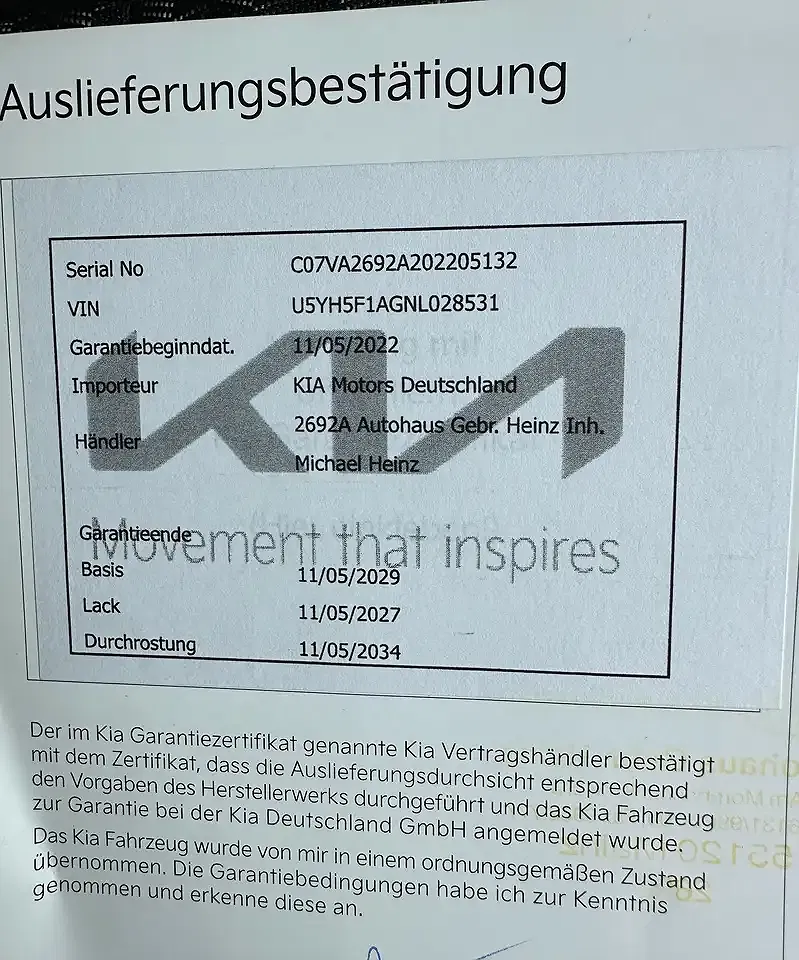 Auslieferungsbestätigung
Serial No C07VA2692A202205132
VIN U5YH5F1AGNL028531
Garantiebeginndat. 11/05/2022
Importeur KIA Motors Deutschland
Händler 2692A Autohaus Gebr. Heinz Inh.
Michael Heinz
KIA
Movement that inspires
Garantieende
Basis 11/05/2029
Lack 11/05/2027
Durchrostung 11/05/2034
Der im Kia Garantiezertifikat genannte Kia Vertragshändler bestätigt
mit dem Zertifikat, dass die Auslieferungsdurchsicht entsprechend
den Vorgaben des Herstellerwerks durchgeführt und das Kia Fahrzeug
zur Garantie bei der Kia Deutschland GmbH angemeldet wurde.
Das Kia Fahrzeug wurde von mir in einem ordnungsgemäßen Zustand
übernommen. Die Garantiebedingungen habe ich zur Kenntnis
genommen und erkenne diese an.